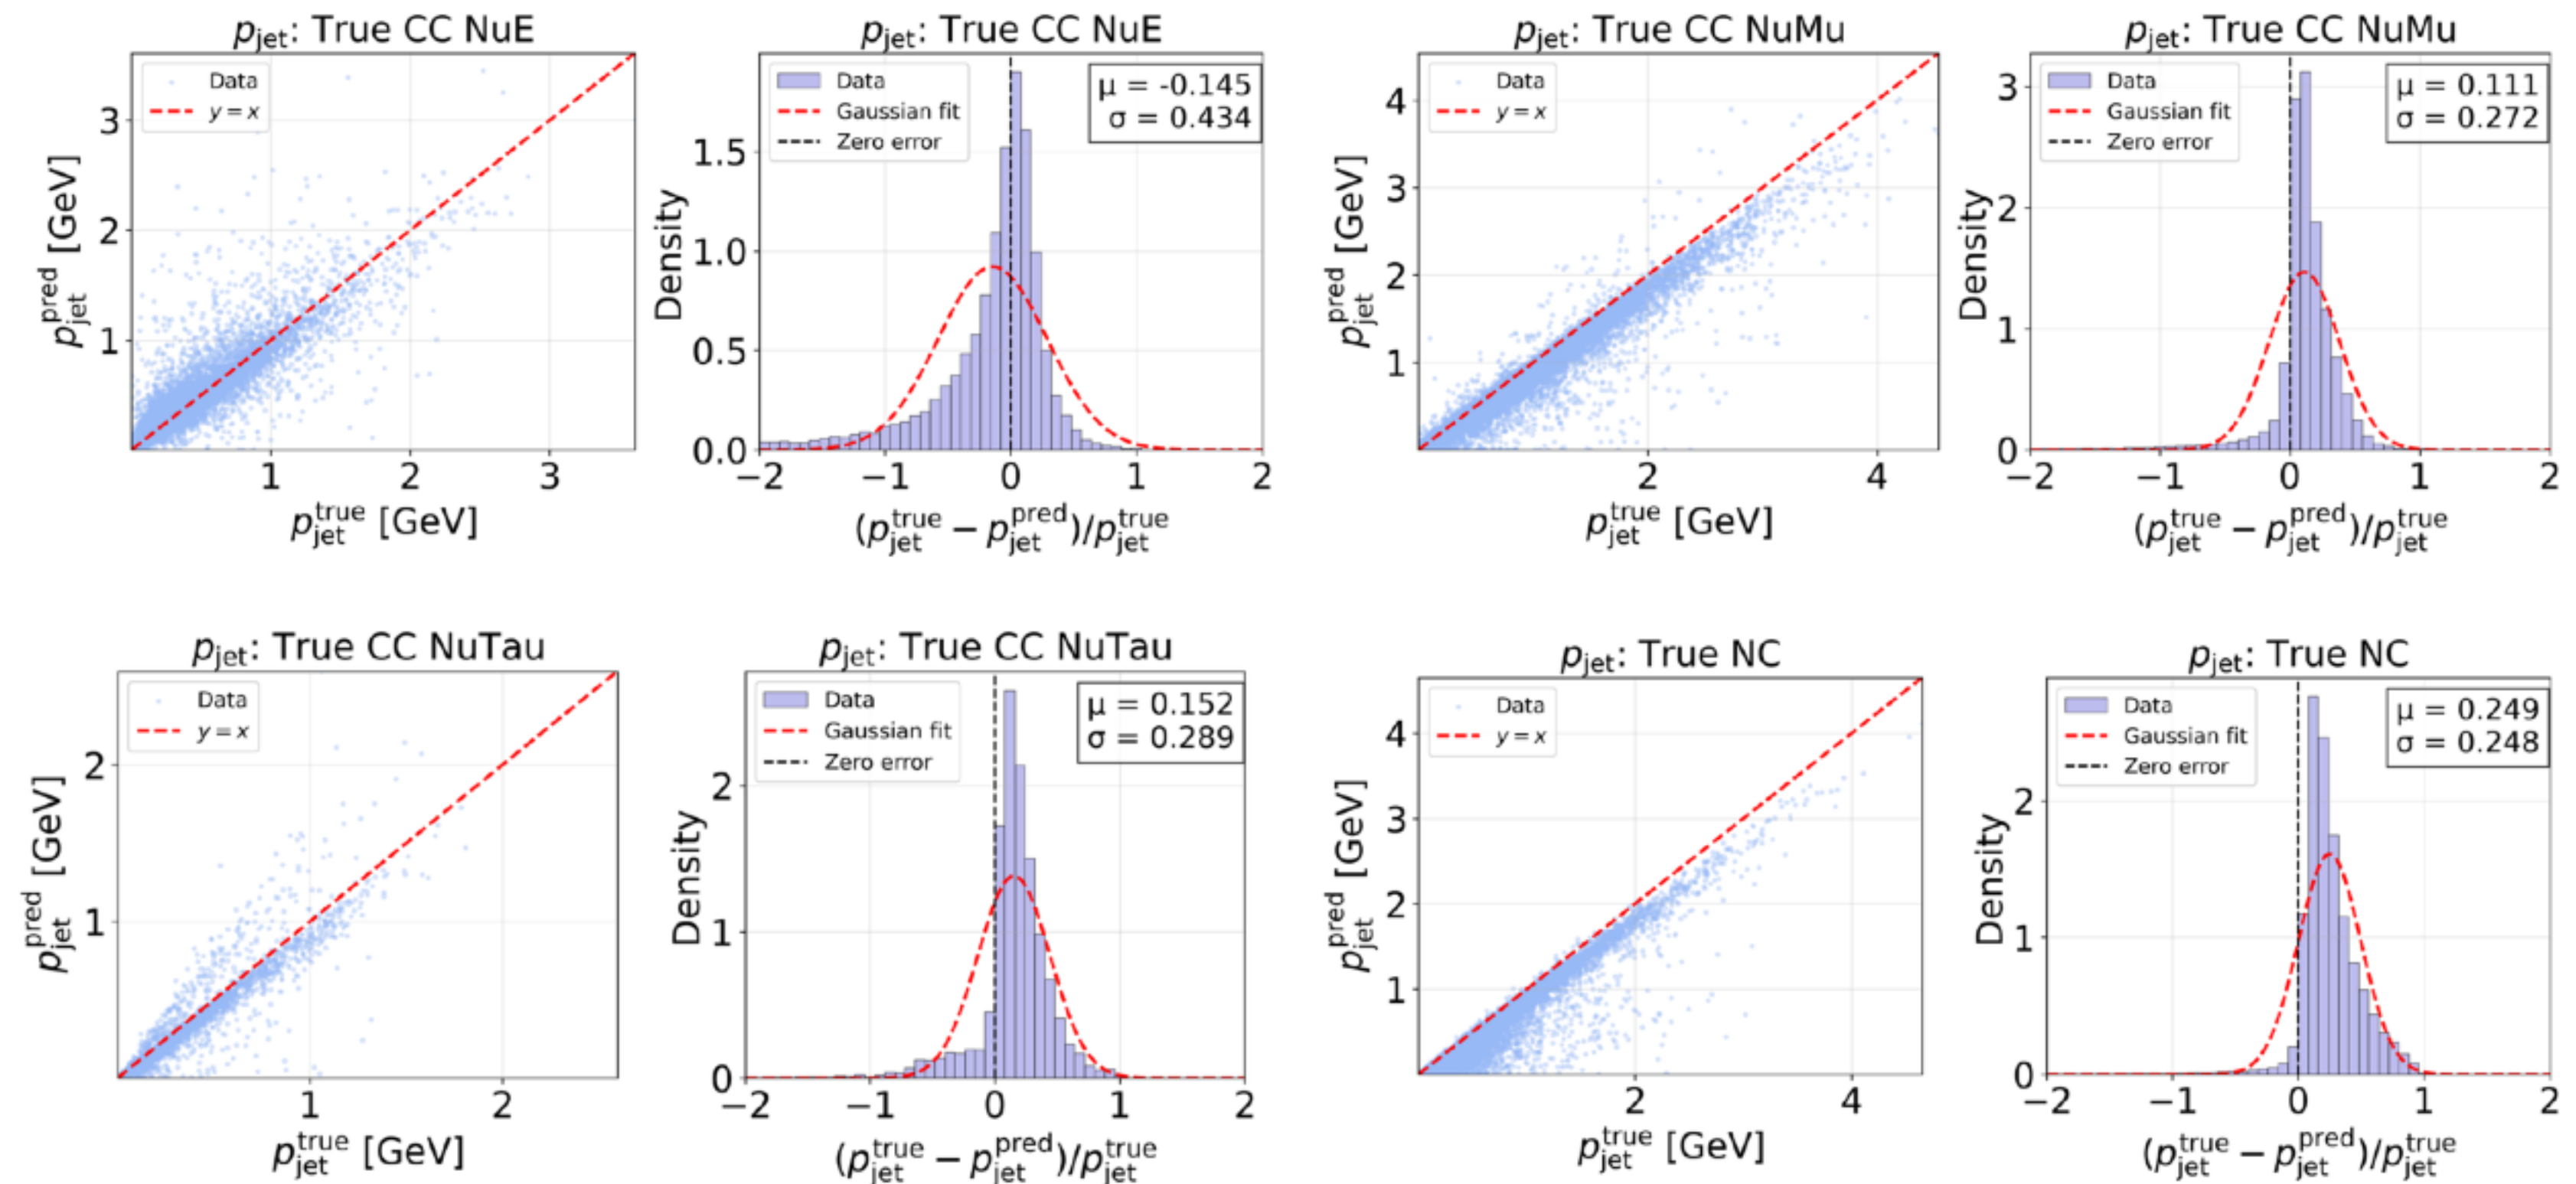 p_jet: True CC NuE
Data
y = x
3
2
1
p_jet^pred [GeV]
1 2 3
p_jet^true [GeV]
p_jet: True CC NuE
Data
Gaussian fit
Zero error
μ = -0.145
σ = 0.434
1.5
1.0
0.5
0.0
Density
−2 −1 0 1 2
(p_jet^true − p_jet^pred)/p_jet^true
p_jet: True CC NuMu
Data
y = x
4
3
2
1
p_jet^pred [GeV]
2 4
p_jet^true [GeV]
p_jet: True CC NuMu
Data
Gaussian fit
Zero error
μ = 0.111
σ = 0.272
3
2
1
0
Density
−2 −1 0 1 2
(p_jet^true − p_jet^pred)/p_jet^true
p_jet: True CC NuTau
Data
y = x
2
1
p_jet^pred [GeV]
1 2
p_jet^true [GeV]
p_jet: True CC NuTau
Data
Gaussian fit
Zero error
μ = 0.152
σ = 0.289
2
1
0
Density
−2 −1 0 1 2
(p_jet^true − p_jet^pred)/p_jet^true
p_jet: True NC
Data
y = x
4
3
2
1
p_jet^pred [GeV]
2 4
p_jet^true [GeV]
p_jet: True NC
Data
Gaussian fit
Zero error
μ = 0.249
σ = 0.248
2
1
0
Density
−2 −1 0 1 2
(p_jet^true − p_jet^pred)/p_jet^true